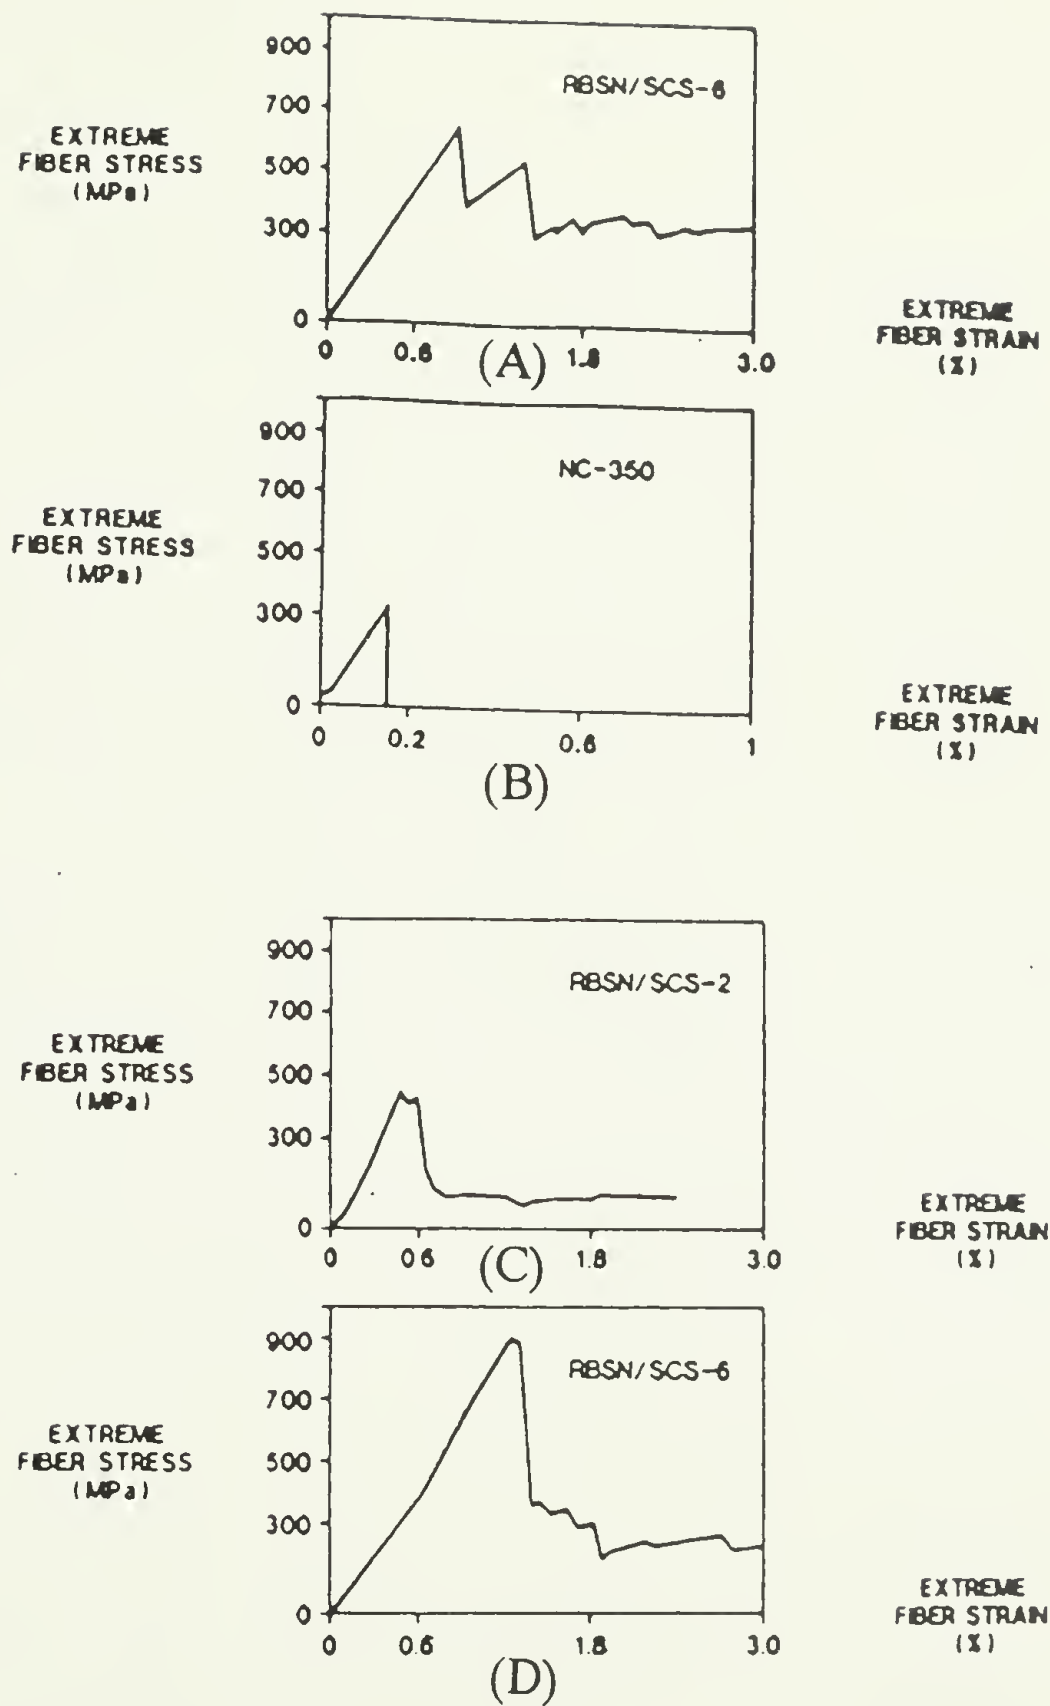 900
RBSN/SCS-6
700
EXTREME
FIBER STRESS
(MPa)
500
300
0
EXTREME
FIBER STRAIN
(%)
0
0.6
1.8
3.0
(A)
900
NC-350
700
EXTREME
FIBER STRESS
(MPa)
500
300
0
EXTREME
FIBER STRAIN
(%)
0
0.2
0.6
1
(B)
900
RBSN/SCS-2
700
EXTREME
FIBER STRESS
(MPa)
500
300
0
EXTREME
FIBER STRAIN
(%)
0
0.6
1.8
3.0
(C)
900
RBSN/SCS-6
700
EXTREME
FIBER STRESS
(MPa)
500
300
0
EXTREME
FIBER STRAIN
(%)
0
0.6
1.8
3.0
(D)